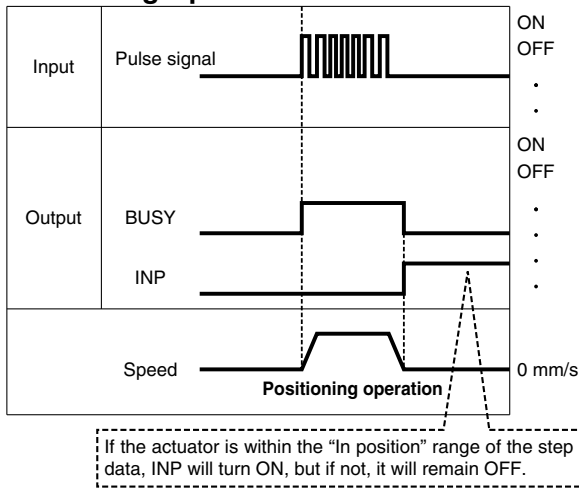 ON
Input
Pulse signal
OFF
ON
OFF
Output
BUSY
INP
Speed
0 mm/s
Positioning operation
If the actuator is within the “In position” range of the step
data, INP will turn ON, but if not, it will remain OFF.